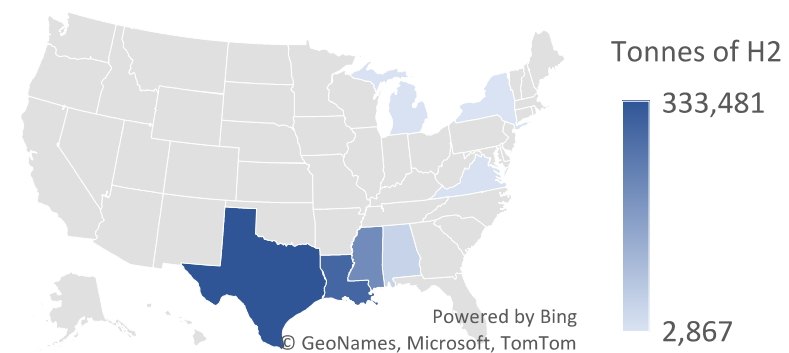 Tonnes of H2
333,481
2,867
Powered by Bing
© GeoNames, Microsoft, TomTom